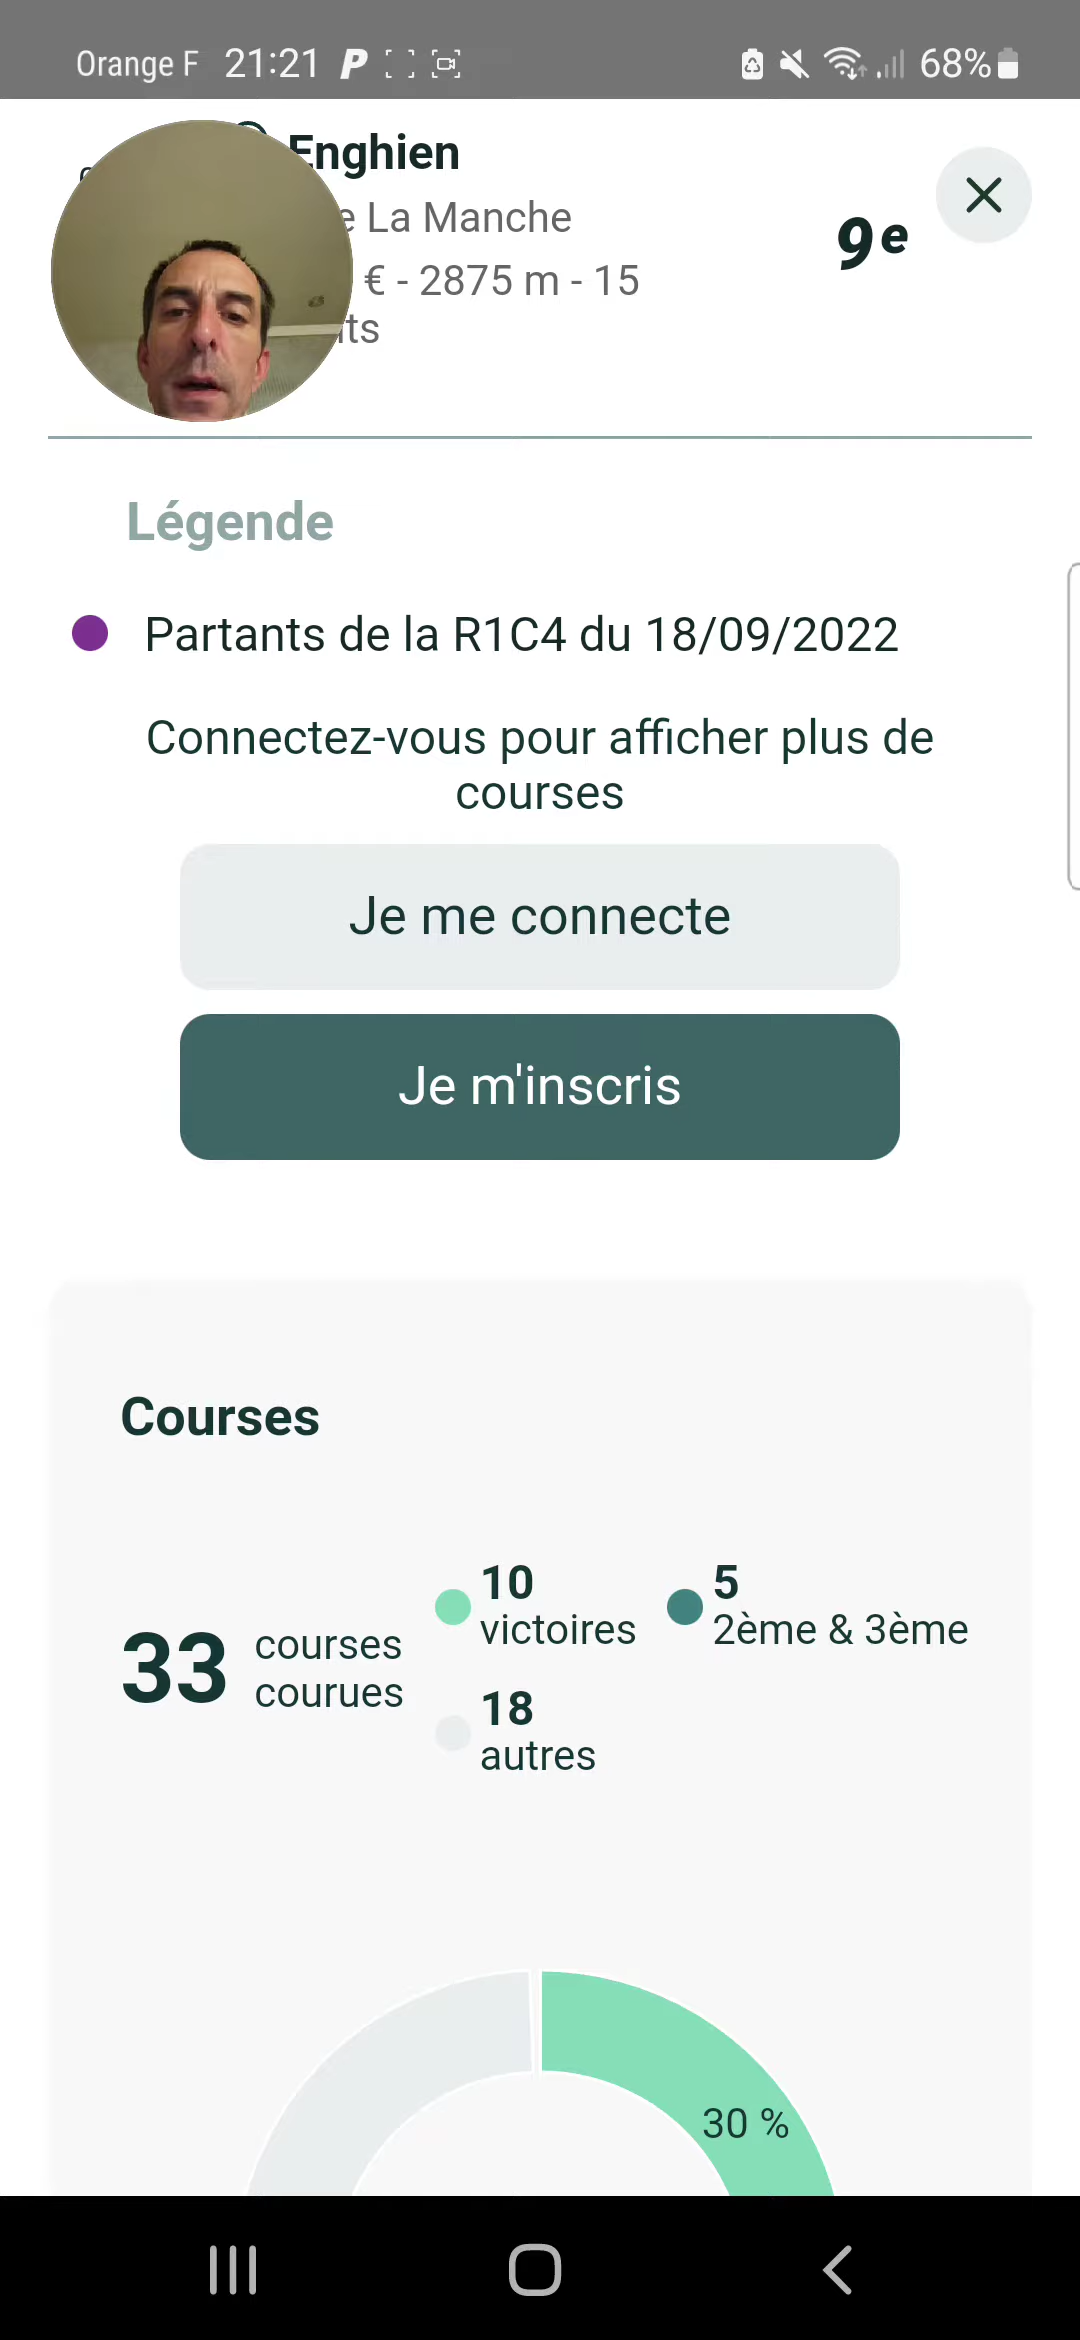 Orange F 21:21 68%
Enghien
La Manche
9e
€ - 2875 m - 15
Légende
Partants de la R1C4 du 18/09/2022
Connectez-vous pour afficher plus de
courses
Je me connecte
Je m'inscris
Courses
10
victoires
5
2ème & 3ème
33 courses
courues
18
autres
30 %